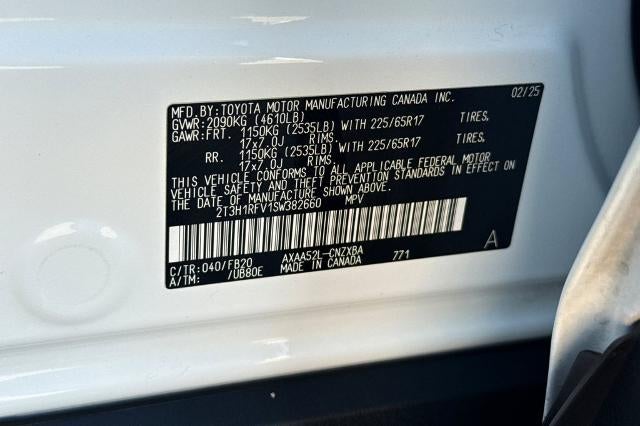 MFD.BY:TOYOTA MOTOR MANUFACTURING CANADA INC. 02/25
GVWR:2090KG (4610LB)
GAWR:FRT. 1150KG (2535LB) WITH 225/65R17 TIRES,
17x7.0J RIMS,
RR. 1150KG (2535LB) WITH 225/65R17 TIRES,
17x7.0J RIMS.
THIS VEHICLE CONFORMS TO ALL APPLICABLE FEDERAL MOTOR
VEHICLE SAFETY AND THEFT PREVENTION STANDARDS IN EFFECT ON
THE DATE OF MANUFACTURE SHOWN ABOVE.
2T3H1RFV1SW382660 MPV
C/TR:040/FB20 AXAA52L-CNZXBA 771 A
A/TM: /UB80E MADE IN CANADA